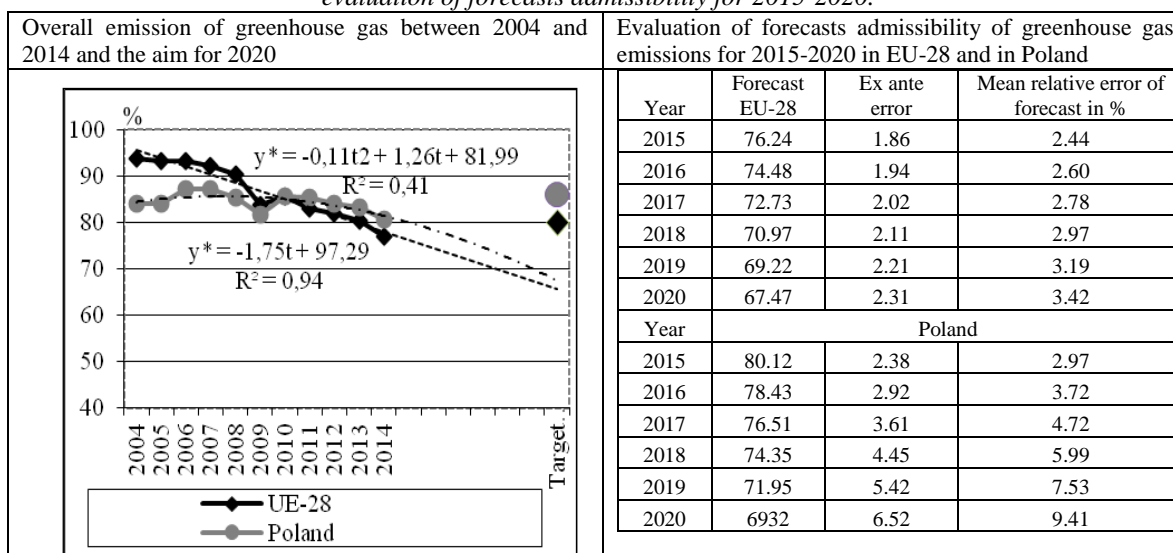 evaluation of forecasts admissibility for 2015-2020.
Overall emission of greenhouse gas between 2004 and
2014 and the aim for 2020
%
100
90
80
70
60
50
40
y* = -0,11t2 + 1,26t + 81,99
R² = 0,41
y* = -1,75t + 97,29
R² = 0,94
2004
2005
2006
2007
2008
2009
2010
2011
2012
2013
2014
Target.
UE-28
Poland
Evaluation of forecasts admissibility of greenhouse gas
emissions for 2015-2020 in EU-28 and in Poland
Year Forecast EU-28 Ex ante error Mean relative error of forecast in %
2015 76.24 1.86 2.44
2016 74.48 1.94 2.60
2017 72.73 2.02 2.78
2018 70.97 2.11 2.97
2019 69.22 2.21 3.19
2020 67.47 2.31 3.42
Year Poland
2015 80.12 2.38 2.97
2016 78.43 2.92 3.72
2017 76.51 3.61 4.72
2018 74.35 4.45 5.99
2019 71.95 5.42 7.53
2020 6932 6.52 9.41